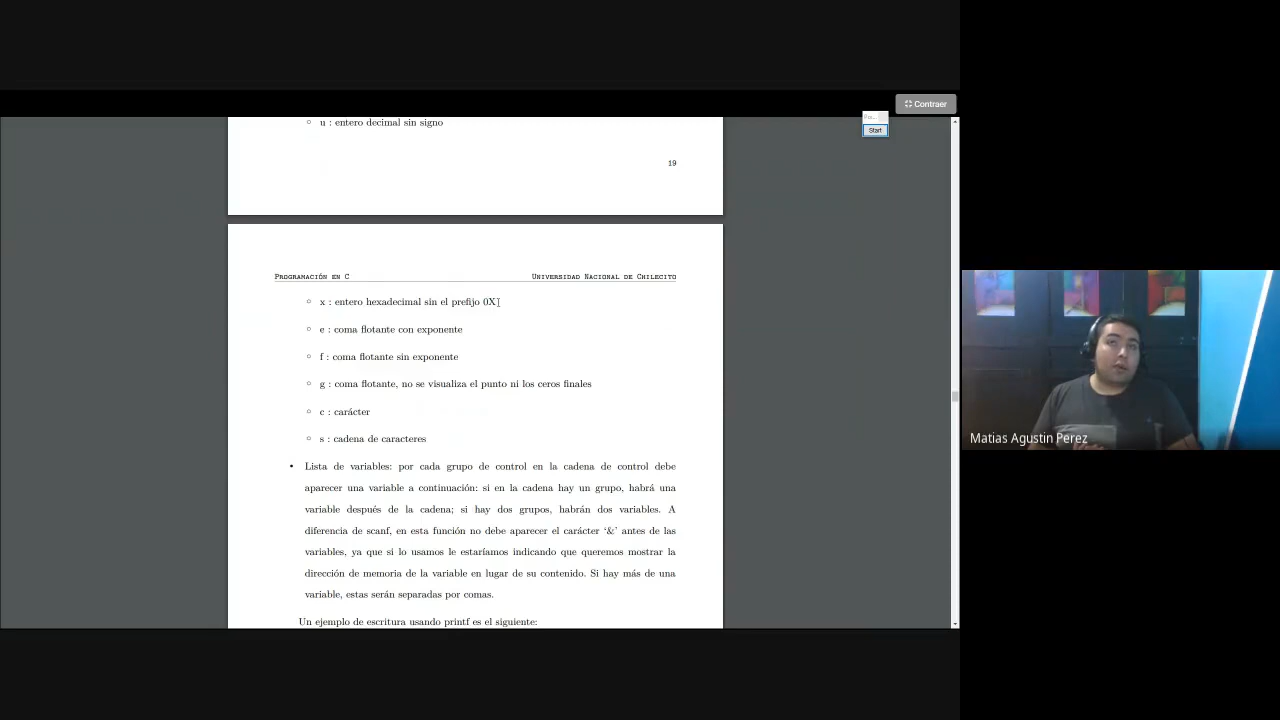 Contraer
Start
◦ u : entero decimal sin signo
19
Programación en C Universidad Nacional de Chilecito
◦ x : entero hexadecimal sin el prefijo 0X
◦ e : coma flotante con exponente
◦ f : coma flotante sin exponente
◦ g : coma flotante, no se visualiza el punto ni los ceros finales
◦ c : carácter
◦ s : cadena de caracteres
• Lista de variables: por cada grupo de control en la cadena de control debe
aparecer una variable a continuación: si en la cadena hay un grupo, habrá una
variable después de la cadena; si hay dos grupos, habrán dos variables. A
diferencia de scanf, en esta función no debe aparecer el carácter ‘&’ antes de las
variables, ya que si lo usamos le estaríamos indicando que queremos mostrar la
dirección de memoria de la variable en lugar de su contenido. Si hay más de una
variable, estas serán separadas por comas.
Un ejemplo de escritura usando printf es el siguiente:
Matias Agustin Perez